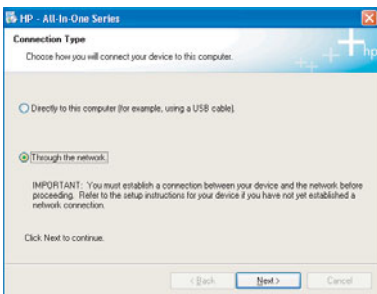 HP - All-In-One Series
Connection Type
Choose how you will connect your device to this computer.
hp
Directly to this computer (for example, using a USB cable).
Through the network.
IMPORTANT: You must establish a connection between your device and the network before
proceeding. Refer to the setup instructions for your device if you have not yet established a
network connection.
Click Next to continue.
< Back Next > Cancel